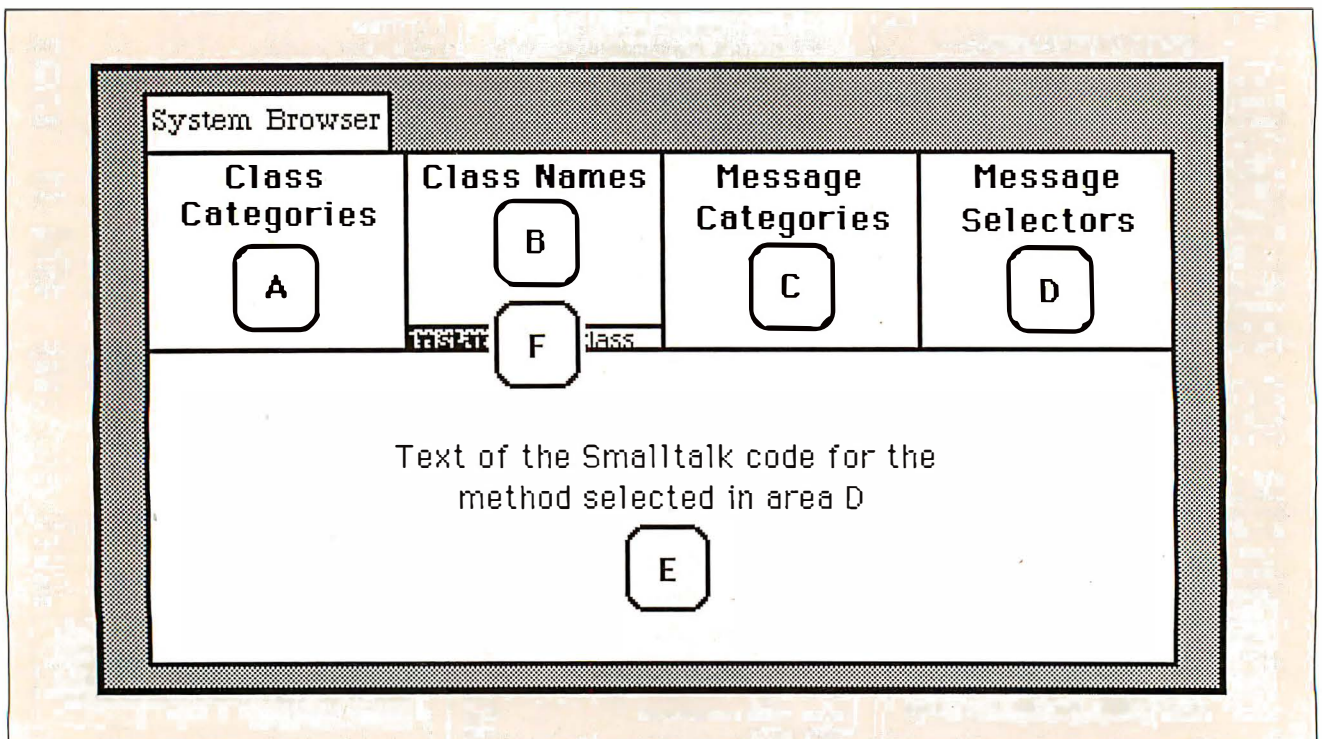 System Browser
Class
Categories
A
Class Names
B
Message
Categories
C
Message
Selectors
D
F
Text of the Smalltalk code for the
method selected in area D
E